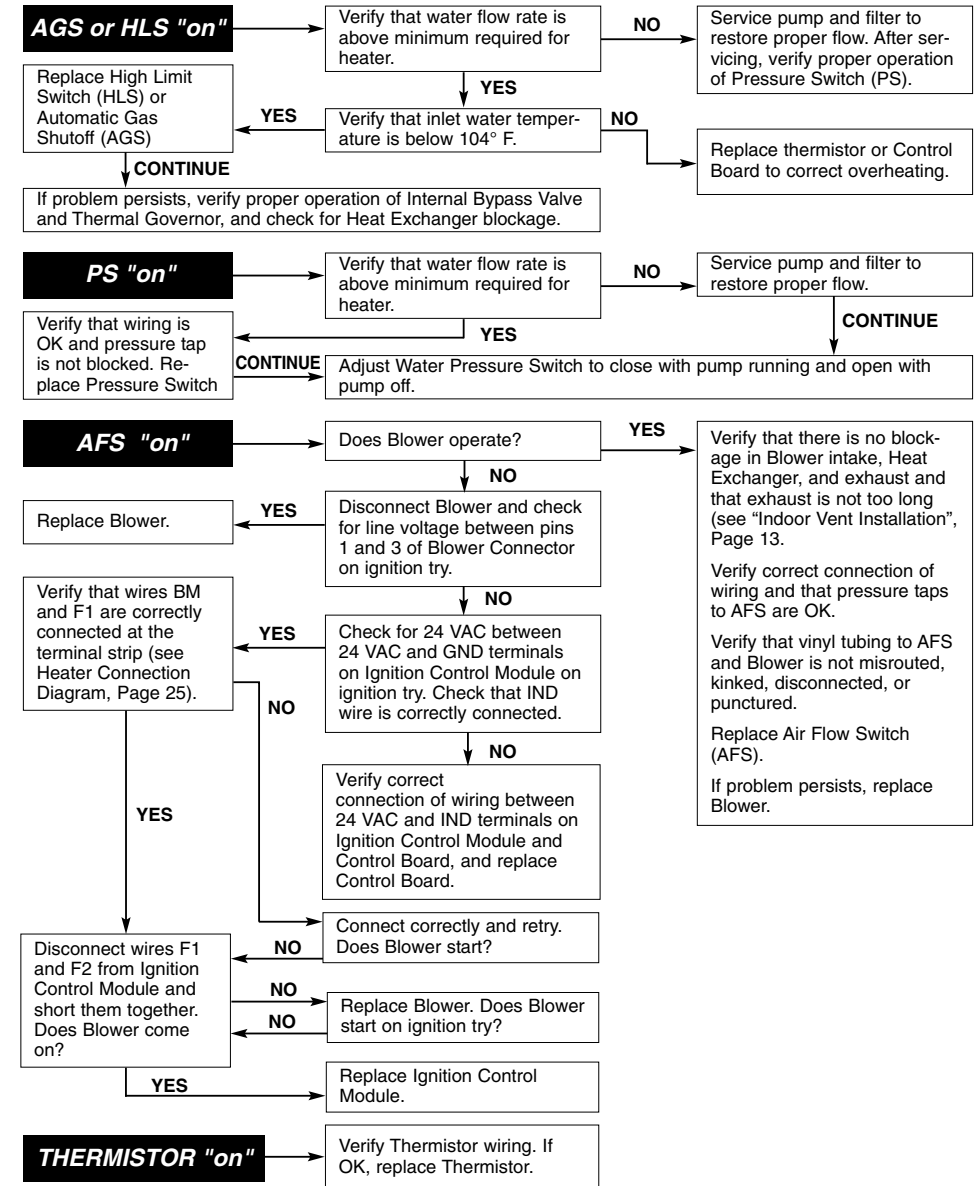 AGS or HLS "on"
Verify that water flow rate is
above minimum required for
heater.
NO
Service pump and filter to
restore proper flow. After ser-
vicing, verify proper operation
of Pressure Switch (PS).
YES
Replace High Limit
Switch (HLS) or
Automatic Gas
Shutoff (AGS)
YES
Verify that inlet water temper-
ature is below 104° F.
NO
Replace thermistor or Control
Board to correct overheating.
CONTINUE
If problem persists, verify proper operation of Internal Bypass Valve
and Thermal Governor, and check for Heat Exchanger blockage.
PS "on"
Verify that water flow rate is
above minimum required for
heater.
NO
Service pump and filter to
restore proper flow.
YES
CONTINUE
Verify that wiring is
OK and pressure tap
is not blocked. Re-
place Pressure Switch
CONTINUE
Adjust Water Pressure Switch to close with pump running and open with
pump off.
AFS "on"
Does Blower operate?
YES
Verify that there is no block-
age in Blower intake, Heat
Exchanger, and exhaust and
that exhaust is not too long
(see “Indoor Vent Installation”,
Page 13.
Verify correct connection of
wiring and that pressure taps
to AFS are OK.
Verify that vinyl tubing to AFS
and Blower is not misrouted,
kinked, disconnected, or
punctured.
Replace Air Flow Switch
(AFS).
If problem persists, replace
Blower.
NO
Replace Blower.
YES
Disconnect Blower and check
for line voltage between pins
1 and 3 of Blower Connector
on ignition try.
NO
Verify that wires BM
and F1 are correctly
connected at the
terminal strip (see
Heater Connection
Diagram, Page 25).
YES
Check for 24 VAC between
24 VAC and GND terminals
on Ignition Control Module on
ignition try. Check that IND
wire is correctly connected.
NO
NO
Verify correct
connection of wiring between
24 VAC and IND terminals on
Ignition Control Module and
Control Board, and replace
Control Board.
YES
Connect correctly and retry.
Does Blower start?
NO
Disconnect wires F1
and F2 from Ignition
Control Module and
short them together.
Does Blower come
on?
NO
NO
Replace Blower. Does Blower
start on ignition try?
YES
Replace Ignition Control
Module.
THERMISTOR "on"
Verify Thermistor wiring. If
OK, replace Thermistor.